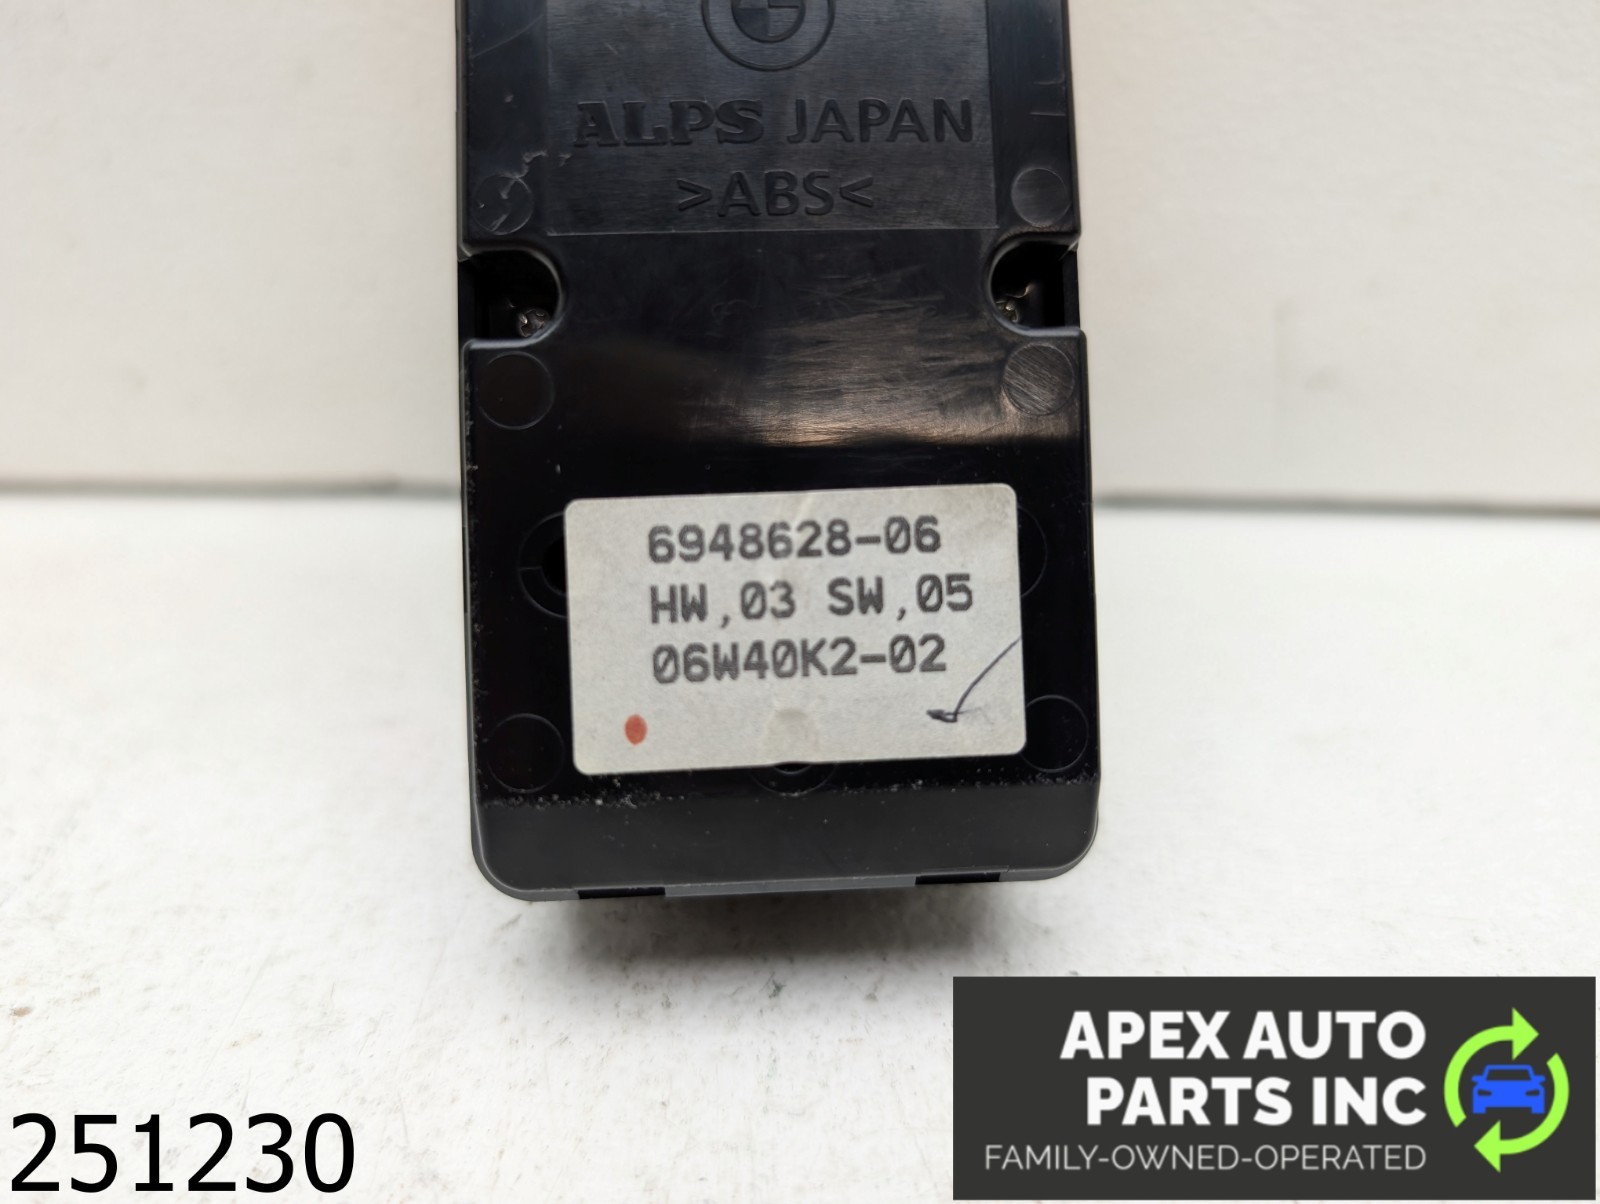 ALPS JAPAN
>ABS<
6948628-06
HW,03 SW,05
06W40K2-02
251230
APEX AUTO
PARTS INC
FAMILY-OWNED-OPERATED